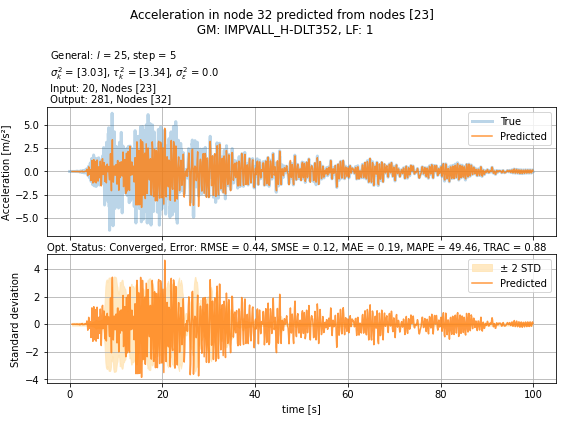 Acceleration in node 32 predicted from nodes [23]
GM: IMPVALL_H-DLT352, LF: 1
General: l = 25, step = 5
σ²ₖ = [3.03], τ²ₖ = [3.34], σ²ε = 0.0
Input: 20, Nodes [23]
Output: 281, Nodes [32]
Acceleration [m/s²]
5.0
2.5
0.0
−2.5
−5.0
True
Predicted
Opt. Status: Converged, Error: RMSE = 0.44, SMSE = 0.12, MAE = 0.19, MAPE = 49.46, TRAC = 0.88
Standard deviation
4
2
0
−2
−4
± 2 STD
Predicted
0 20 40 60 80 100
time [s]